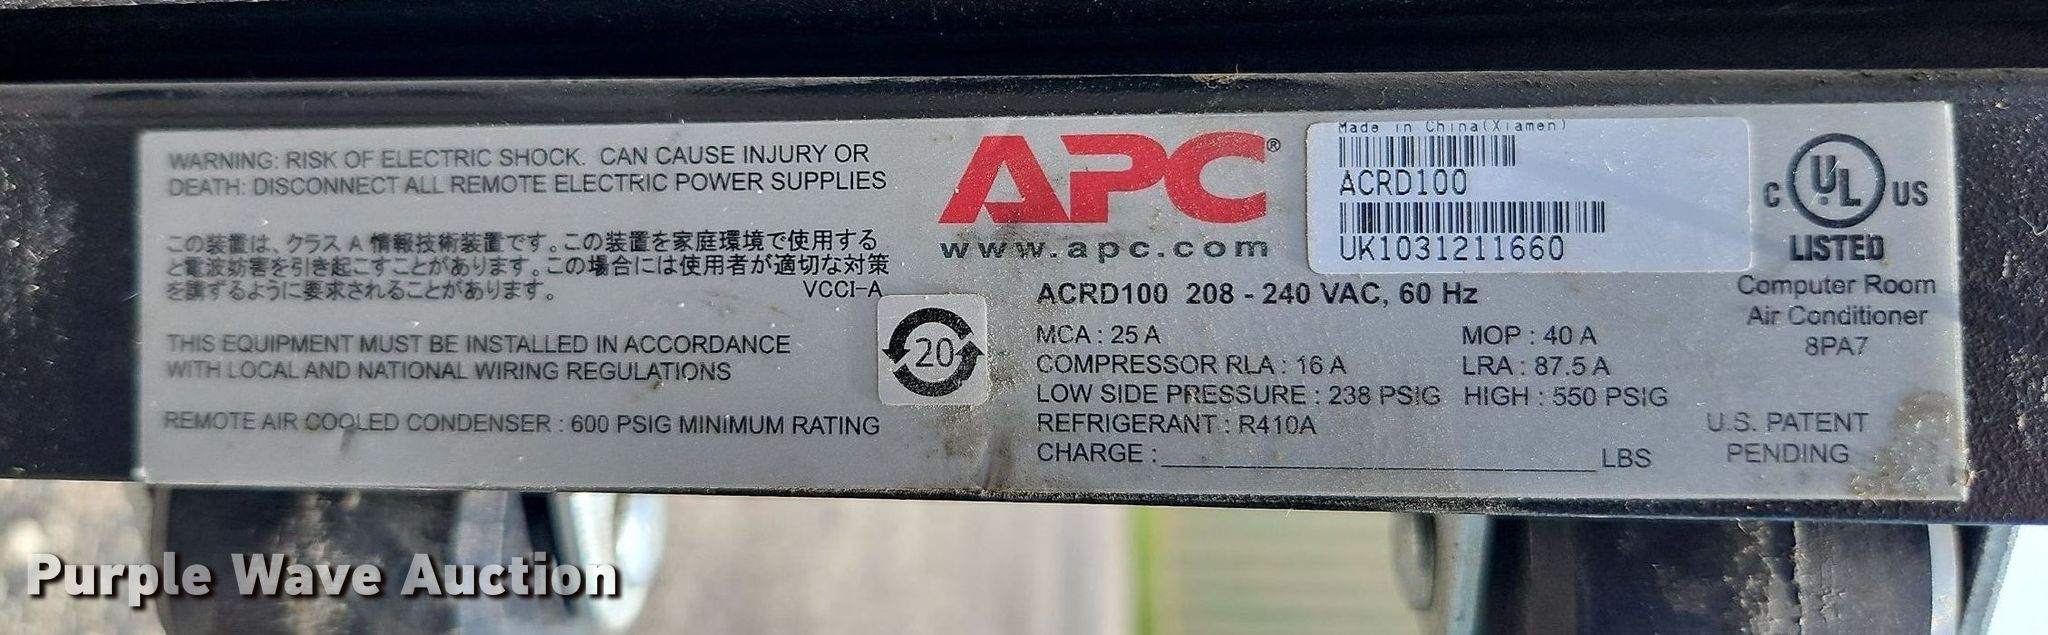 WARNING: RISK OF ELECTRIC SHOCK. CAN CAUSE INJURY OR
DEATH: DISCONNECT ALL REMOTE ELECTRIC POWER SUPPLIES
この装置は、クラス A 情報技術装置です。この装置を家庭環境で使用する
と電波妨害を引き起こすことがあります。この場合には使用者が適切な対策
を講ずるように要求されることがあります。
VCCI-A
THIS EQUIPMENT MUST BE INSTALLED IN ACCORDANCE
WITH LOCAL AND NATIONAL WIRING REGULATIONS
REMOTE AIR COOLED CONDENSER : 600 PSIG MINIMUM RATING
20
APC®
www.apc.com
Made in China(Xiamen)
ACRD100
UK1031211660
ACRD100 208 - 240 VAC, 60 Hz
MCA : 25 A MOP : 40 A
COMPRESSOR RLA : 16 A LRA : 87.5 A
LOW SIDE PRESSURE : 238 PSIG HIGH : 550 PSIG
REFRIGERANT : R410A
CHARGE : LBS
C UL US
LISTED
Computer Room
Air Conditioner
8PA7
U.S. PATENT
PENDING
Purple Wave Auction